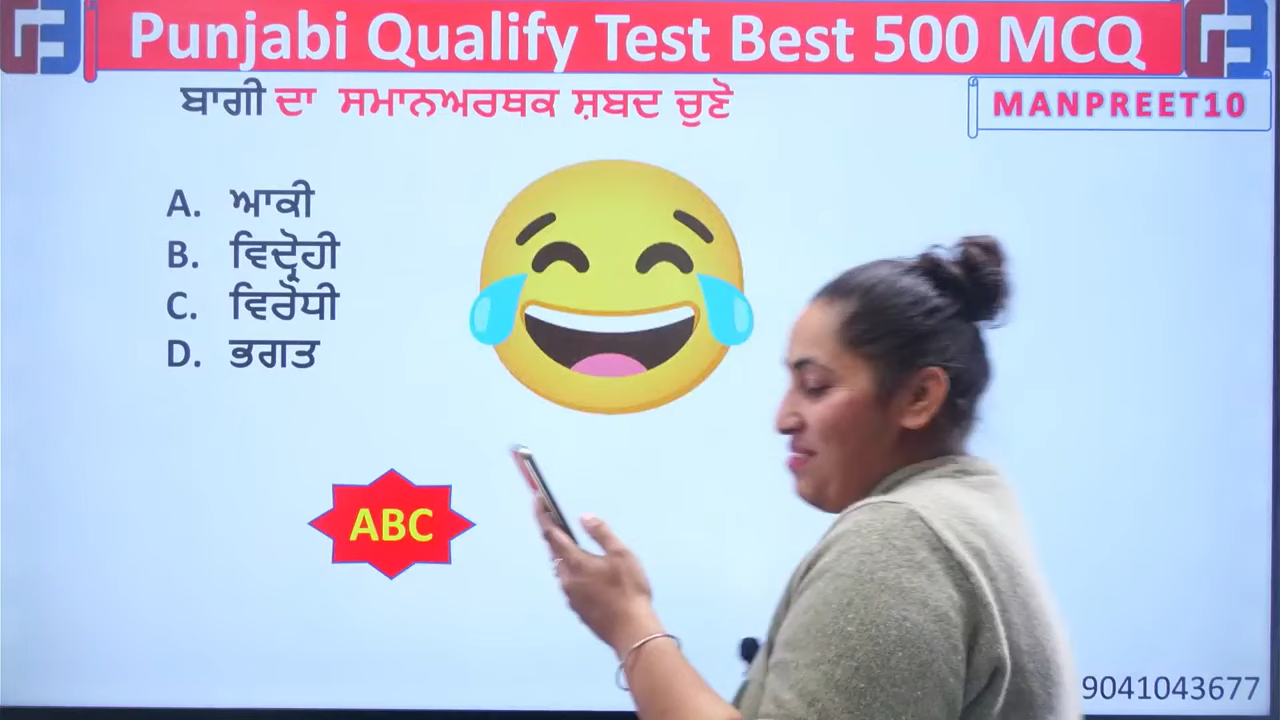 Punjabi Qualify Test Best 500 MCQ
ਬਾਗੀ ਦਾ ਸਮਾਨਅਰਥਕ ਸ਼ਬਦ ਚੁਣੋ
MANPREET10
A. ਆਕੀ
B. ਵਿਦ੍ਰੋਹੀ
C. ਵਿਰੋਧੀ
D. ਭਗਤ
ABC
9041043677